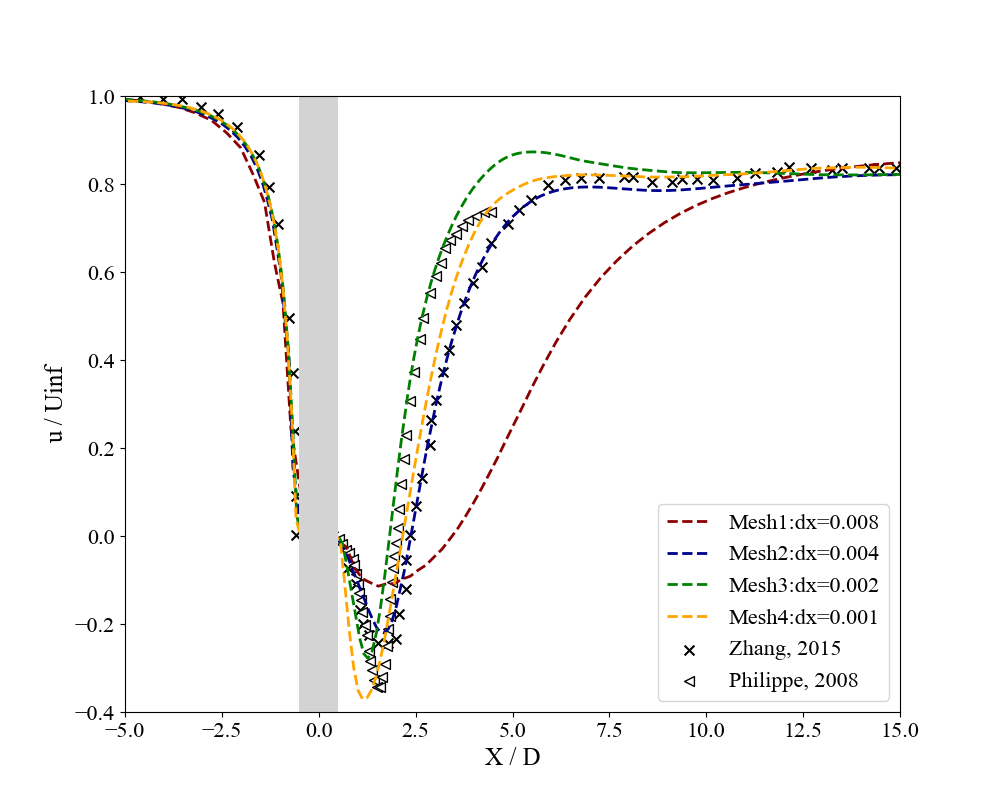 1.0
0.8
0.6
0.4
0.2
0.0
−0.2
−0.4
u / Uinf
−5.0 −2.5 0.0 2.5 5.0 7.5 10.0 12.5 15.0
X / D
Mesh1:dx=0.008
Mesh2:dx=0.004
Mesh3:dx=0.002
Mesh4:dx=0.001
Zhang, 2015
Philippe, 2008